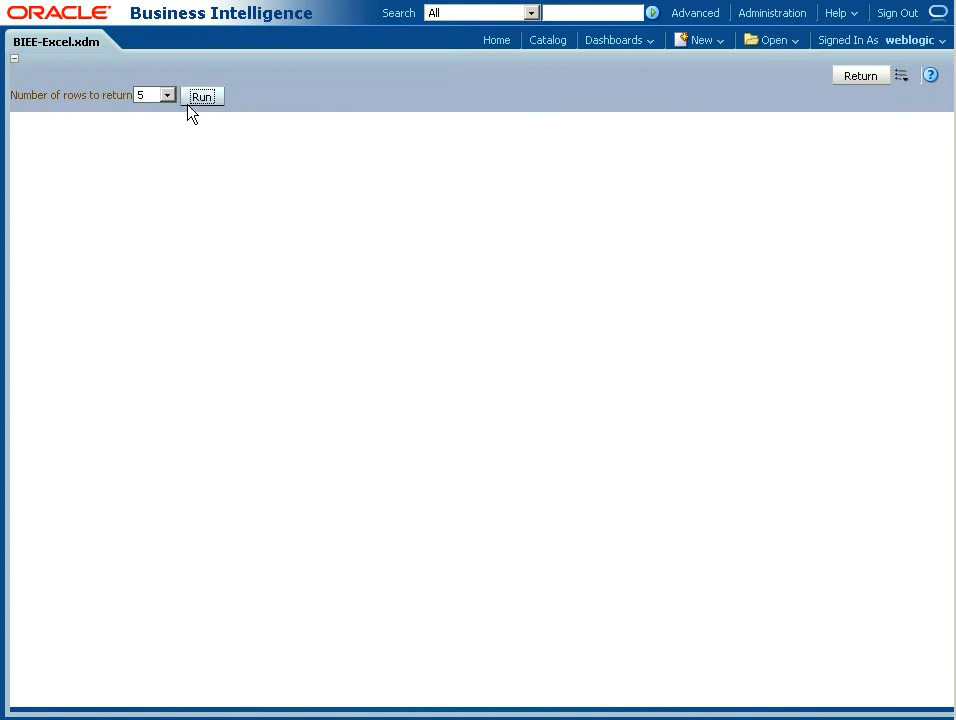 ORACLE Business Intelligence Search All Advanced Administration Help Sign Out
BIEE-Excel.xdm Home Catalog Dashboards New Open Signed In As weblogic
Return ?
Number of rows to return 5 Run